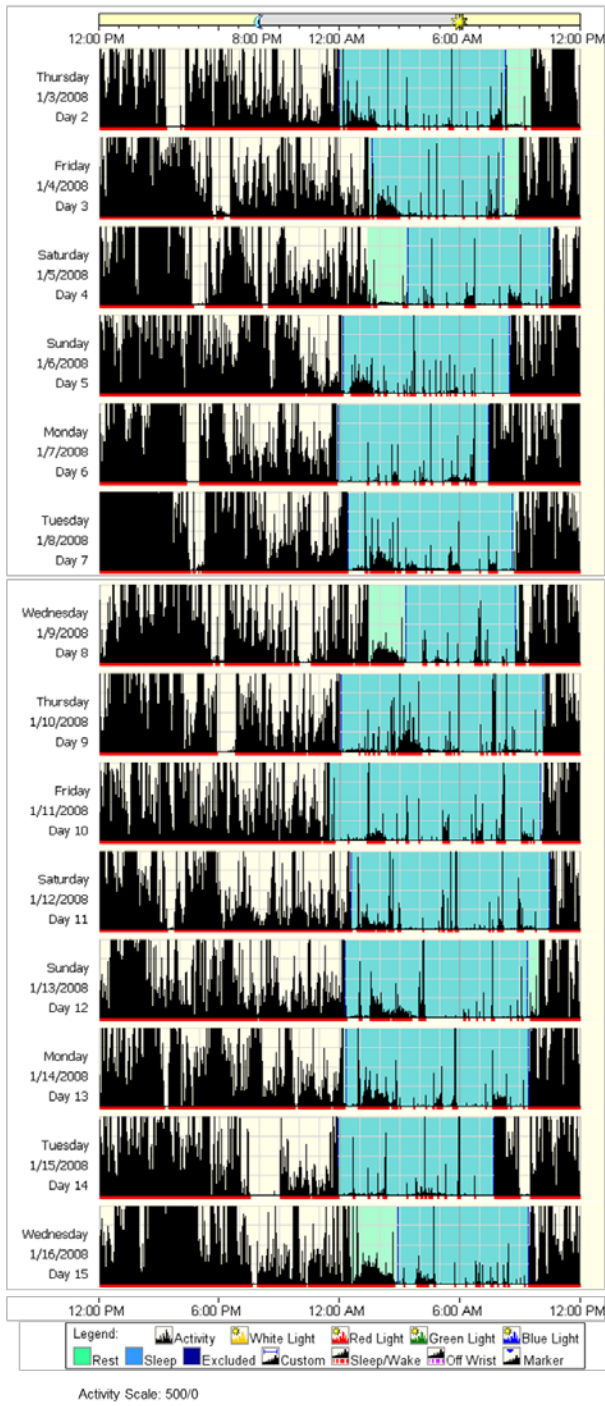 12:00 PM 8:00 PM 12:00 AM 6:00 AM 12:00 PM
Thursday
1/3/2008
Day 2
Friday
1/4/2008
Day 3
Saturday
1/5/2008
Day 4
Sunday
1/6/2008
Day 5
Monday
1/7/2008
Day 6
Tuesday
1/8/2008
Day 7
Wednesday
1/9/2008
Day 8
Thursday
1/10/2008
Day 9
Friday
1/11/2008
Day 10
Saturday
1/12/2008
Day 11
Sunday
1/13/2008
Day 12
Monday
1/14/2008
Day 13
Tuesday
1/15/2008
Day 14
Wednesday
1/16/2008
Day 15
12:00 PM 6:00 PM 12:00 AM 6:00 AM 12:00 PM
Legend: Activity White Light Red Light Green Light Blue Light
Rest Sleep Excluded Custom Sleep/Wake Off Wrist Marker
Activity Scale: 500/0